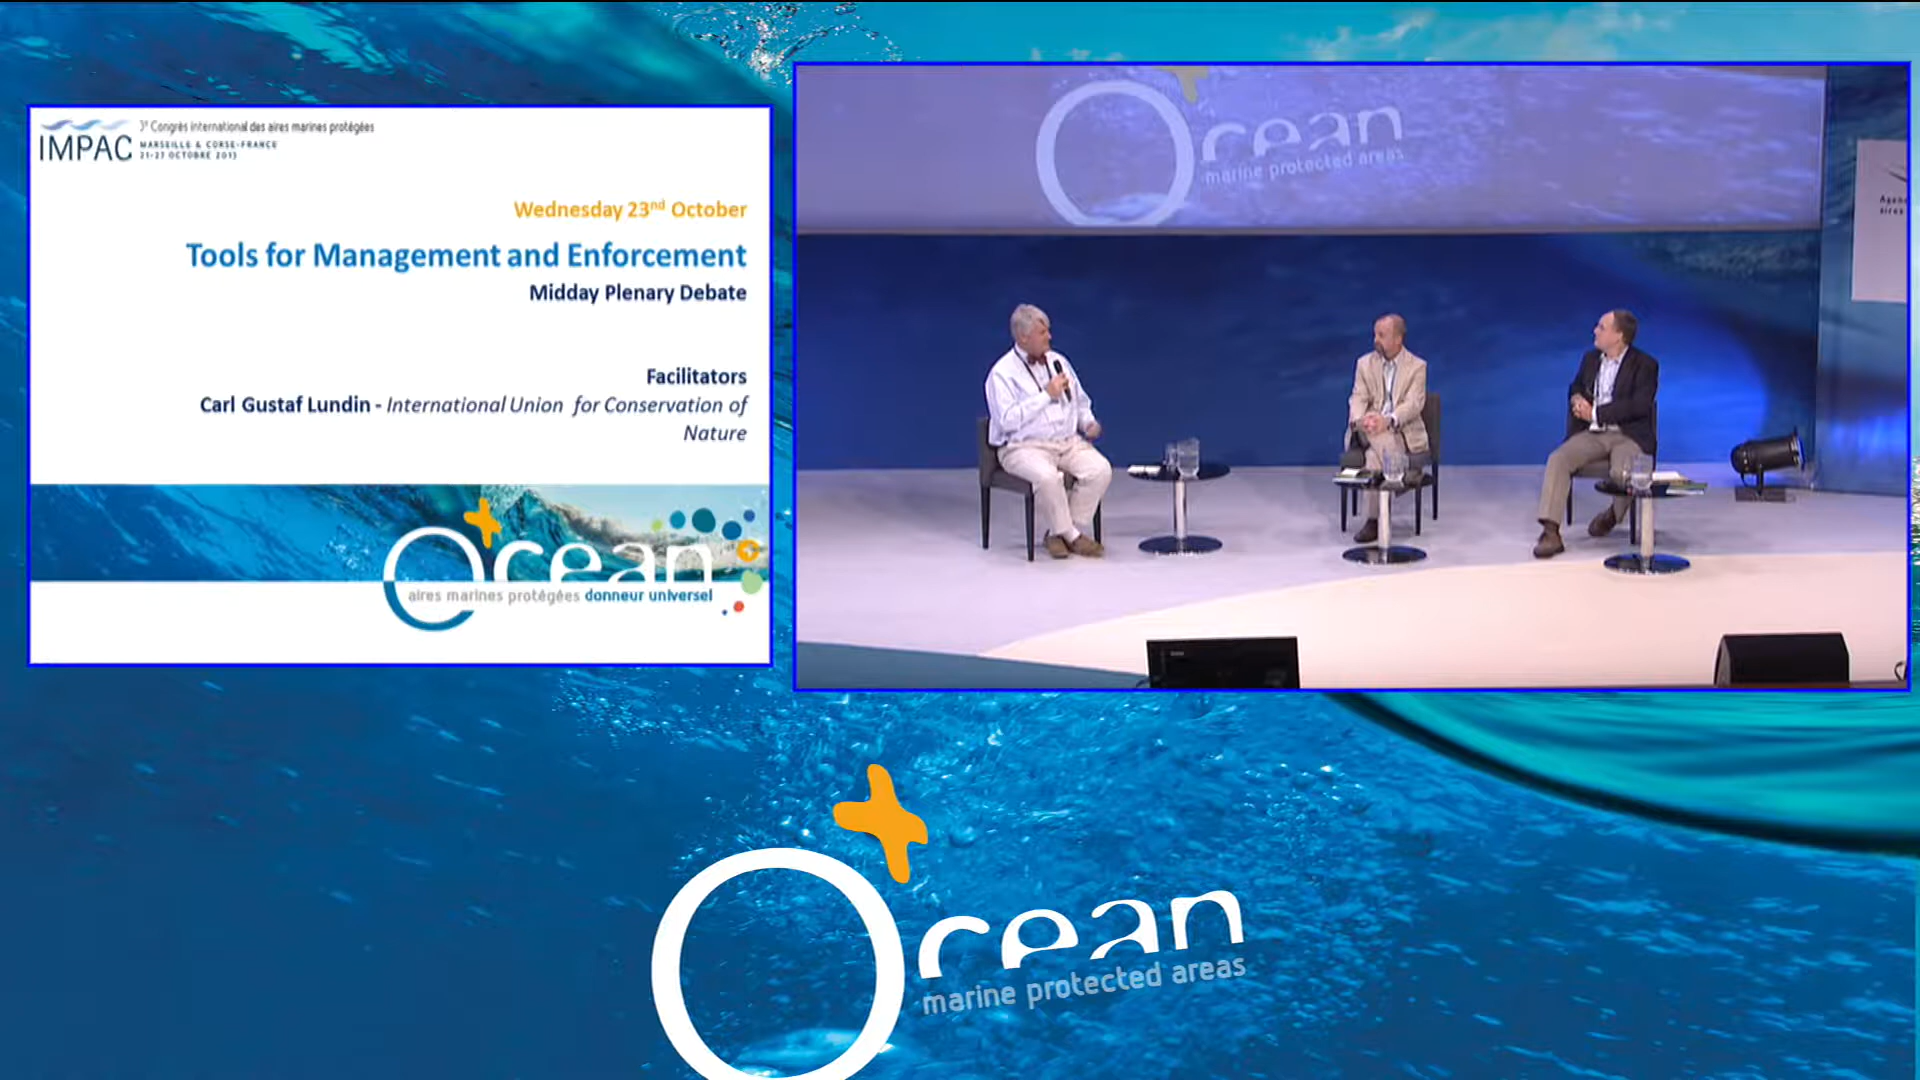 IMPAC
3e Congrès international des aires marines protégées
MARSEILLE & CORSE-FRANCE
21-27 OCTOBRE 2013
Wednesday 23nd October
Tools for Management and Enforcement
Midday Plenary Debate
Facilitators
Carl Gustaf Lundin - International Union for Conservation of
Nature
Ocean
aires marines protégées donneur universel
Ocean
marine protected areas
Ocean
marine protected areas